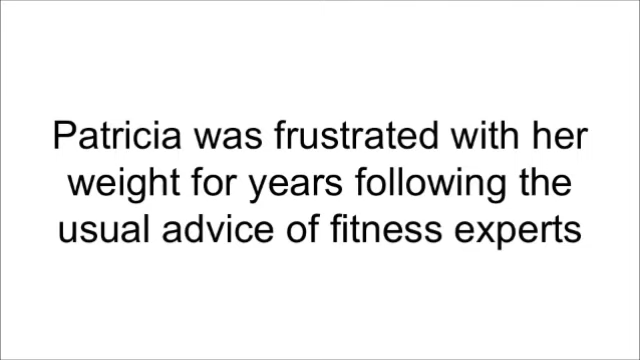 Patricia was frustrated with her
weight for years following the
usual advice of fitness experts